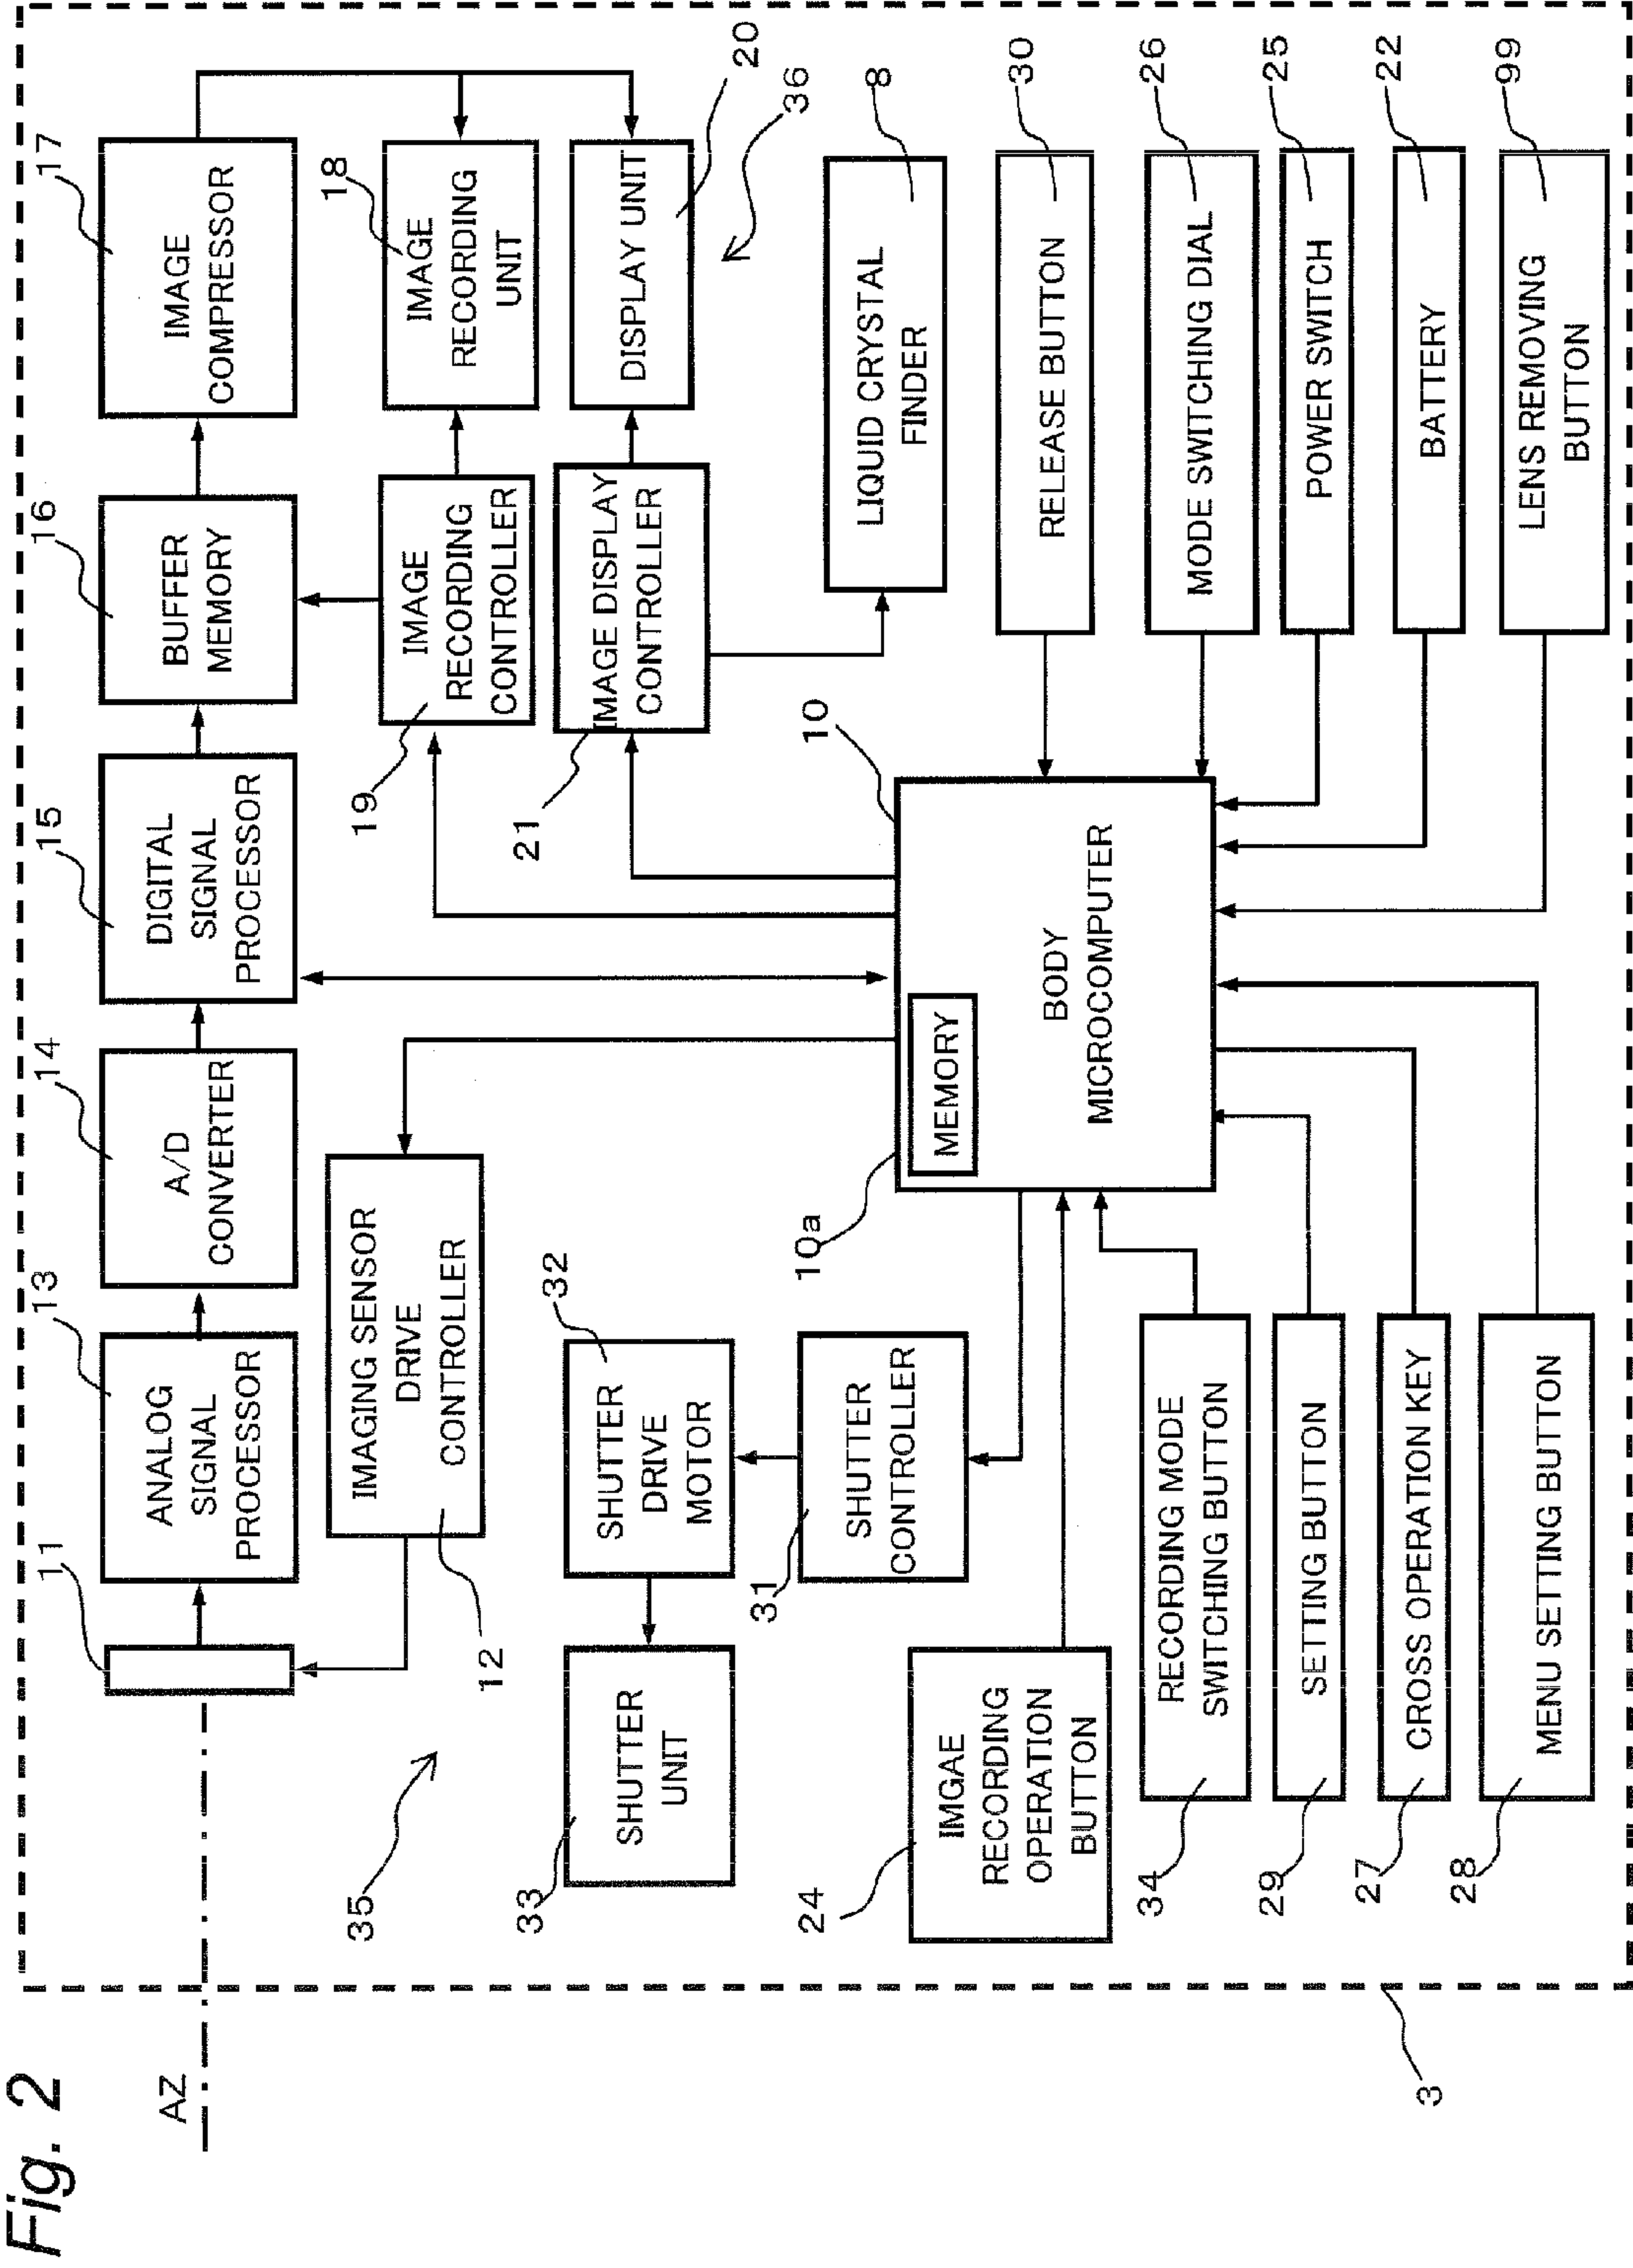 Fig. 2
AZ
11
13
14
15
16
17
ANALOG
SIGNAL
PROCESSOR
A/D
CONVERTER
DIGITAL
SIGNAL
PROCESSOR
BUFFER
MEMORY
IMAGE
COMPRESSOR
IMAGING SENSOR
DRIVE
CONTROLLER
12
19
IMAGE
RECORDING
CONTROLLER
18
IMAGE
RECORDING
UNIT
35
33
SHUTTER
UNIT
32
SHUTTER
DRIVE
MOTOR
21
IMAGE DISPLAY
CONTROLLER
DISPLAY UNIT
20
36
31
SHUTTER
CONTROLLER
10a
10
MEMORY
BODY
MICROCOMPUTER
LIQUID CRYSTAL
FINDER
8
24
IMGAE
RECORDING
OPERATION
BUTTON
RELEASE BUTTON
30
34
RECORDING MODE
SWITCHING BUTTON
MODE SWITCHING DIAL
26
29
SETTING BUTTON
POWER SWITCH
25
27
CROSS OPERATION KEY
BATTERY
22
28
MENU SETTING BUTTON
LENS REMOVING
BUTTON
99
3